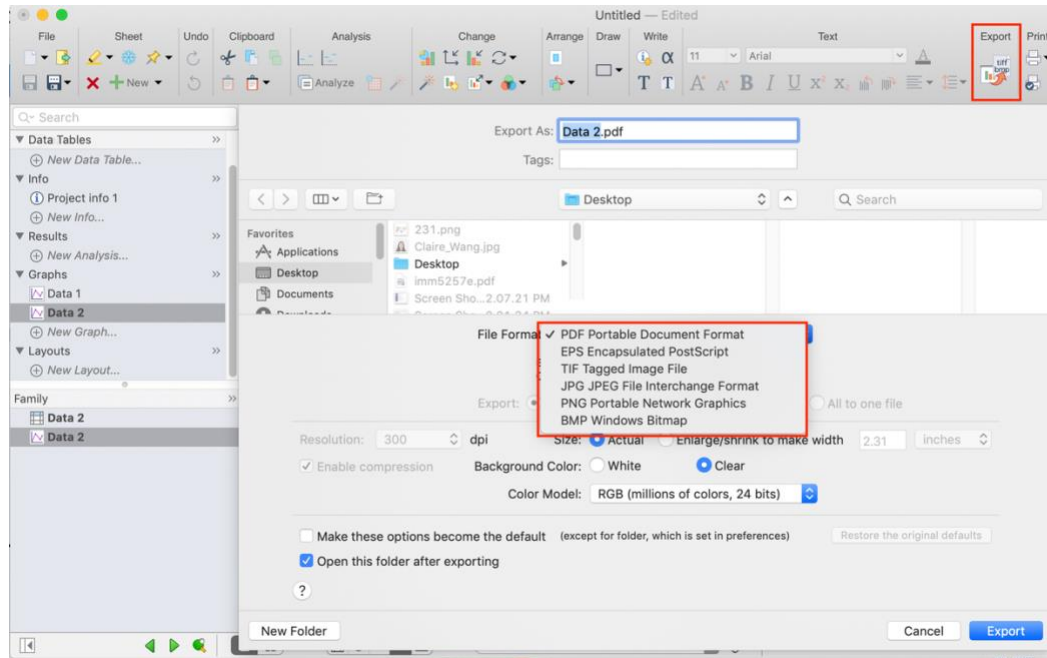 Untitled — Edited
File Sheet Undo Clipboard Analysis Change Arrange Draw Write Text Export Print
11 Arial
New Analyze
tiff
bmp
Search
Data Tables
New Data Table...
Info
Project info 1
New Info...
Results
New Analysis...
Graphs
Data 1
Data 2
New Graph...
Layouts
New Layout...
Family
Data 2
Data 2
Export As: Data 2.pdf
Tags:
Desktop
Search
Favorites
Applications
Desktop
Documents
231.png
Claire_Wang.jpg
Desktop
imm5257e.pdf
Screen Sho...2.07.21 PM
File Format
PDF Portable Document Format
EPS Encapsulated PostScript
TIF Tagged Image File
JPG JPEG File Interchange Format
PNG Portable Network Graphics
BMP Windows Bitmap
Export: All to one file
Resolution: 300 dpi Size: Actual Enlarge/shrink to make width 2.31 inches
Enable compression Background Color: White Clear
Color Model: RGB (millions of colors, 24 bits)
Make these options become the default (except for folder, which is set in preferences) Restore the original defaults
Open this folder after exporting
?
New Folder Cancel Export